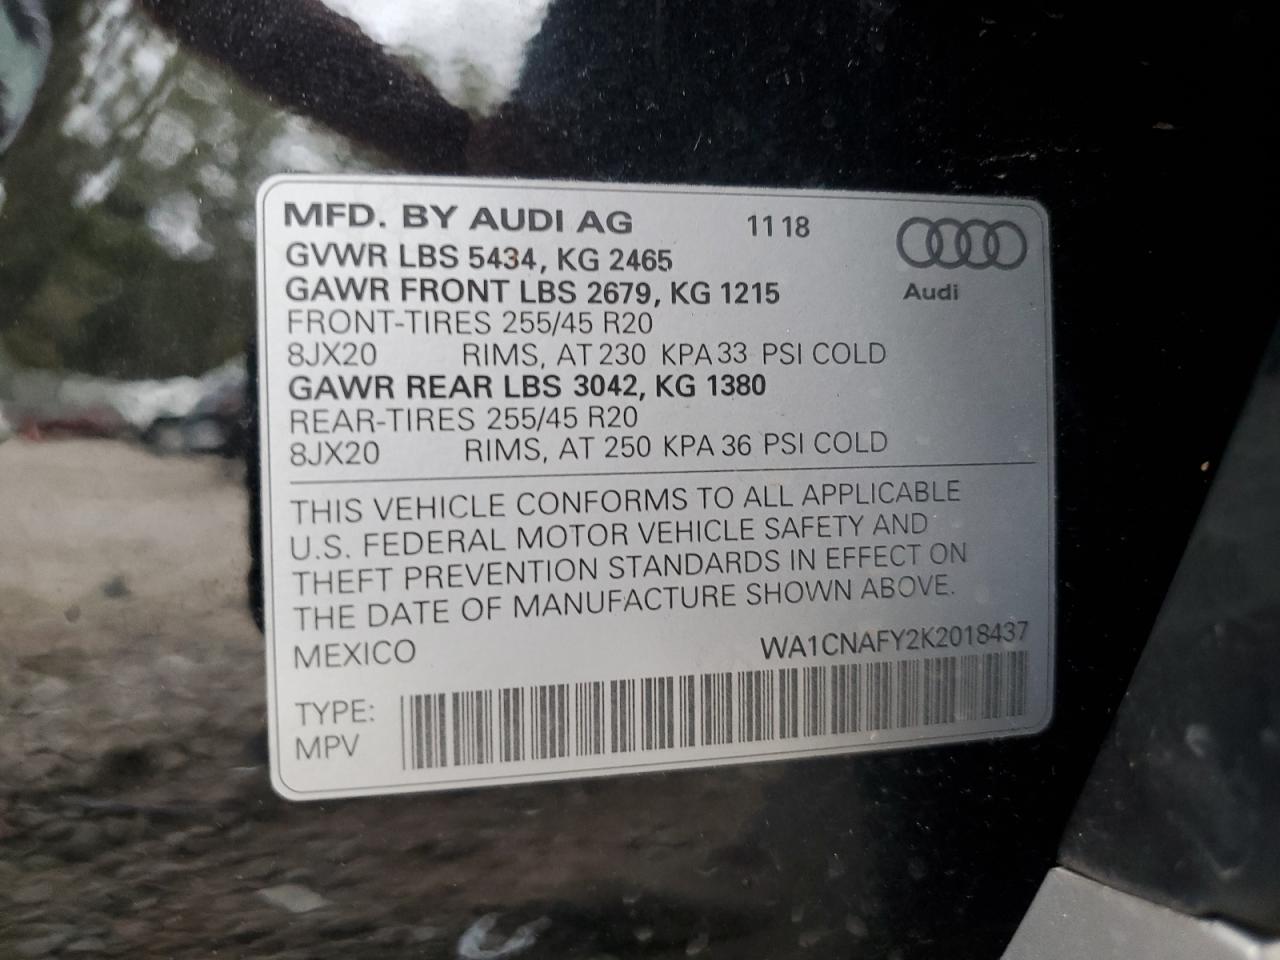 MFD. BY AUDI AG 11 18
GVWR LBS 5434, KG 2465
GAWR FRONT LBS 2679, KG 1215
Audi
FRONT-TIRES 255/45 R20
8JX20 RIMS, AT 230 KPA 33 PSI COLD
GAWR REAR LBS 3042, KG 1380
REAR-TIRES 255/45 R20
8JX20 RIMS, AT 250 KPA 36 PSI COLD
THIS VEHICLE CONFORMS TO ALL APPLICABLE
U.S. FEDERAL MOTOR VEHICLE SAFETY AND
THEFT PREVENTION STANDARDS IN EFFECT ON
THE DATE OF MANUFACTURE SHOWN ABOVE.
MEXICO WA1CNAFY2K2018437
TYPE:
MPV